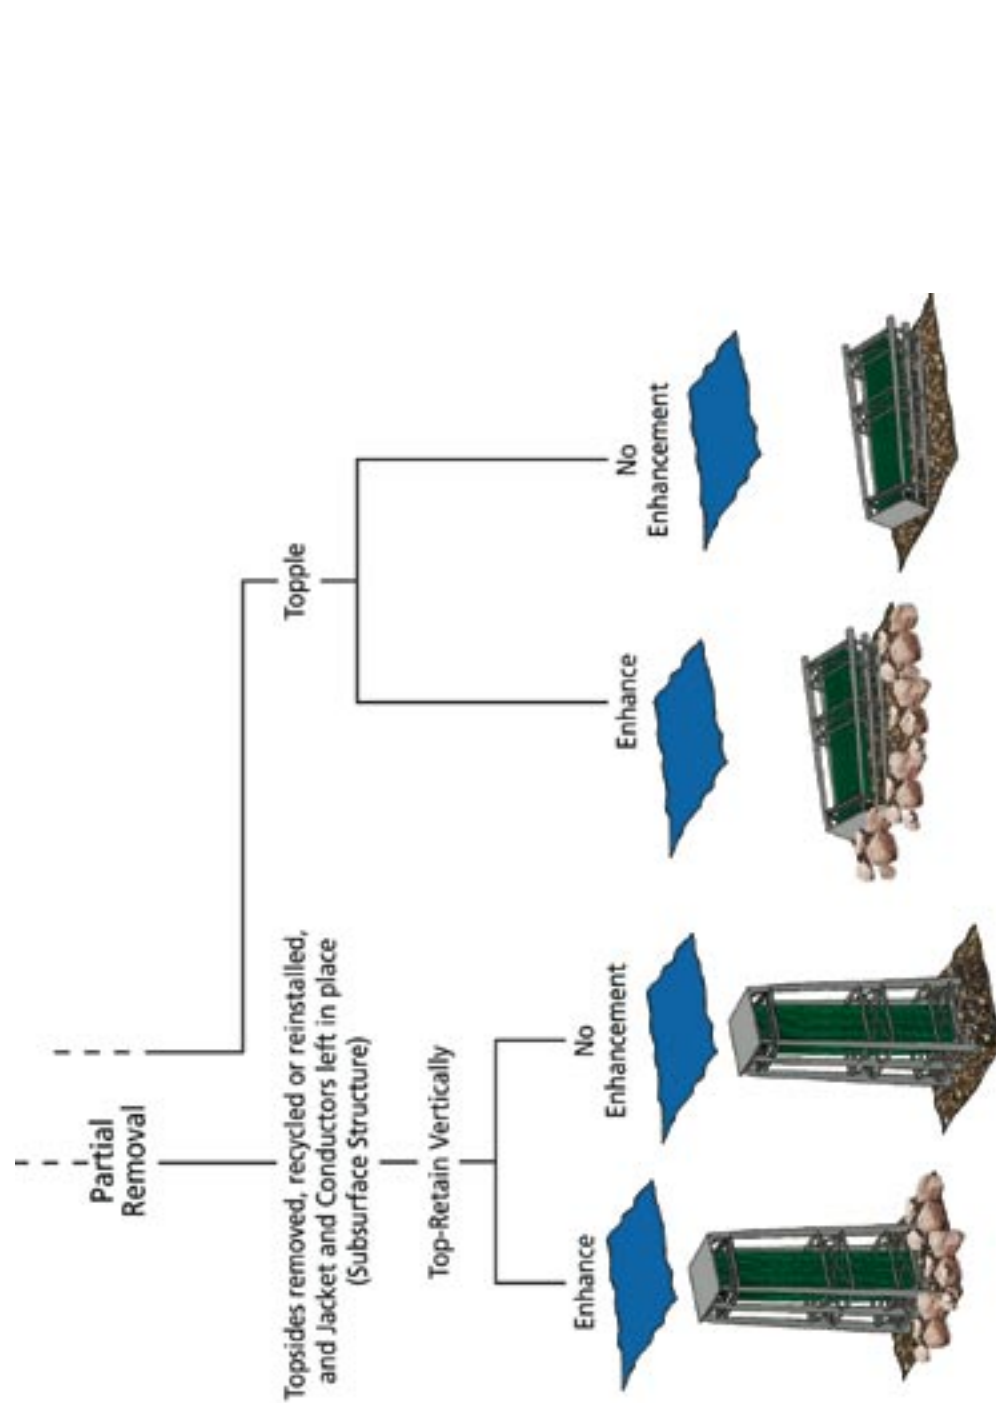 Partial
Removal
Topsides removed, recycled or reinstalled,
and Jacket and Conductors left in place
(Subsurface Structure)
Top-Retain Vertically
Enhance
No
Enhancement
Topple
Enhance
No
Enhancement